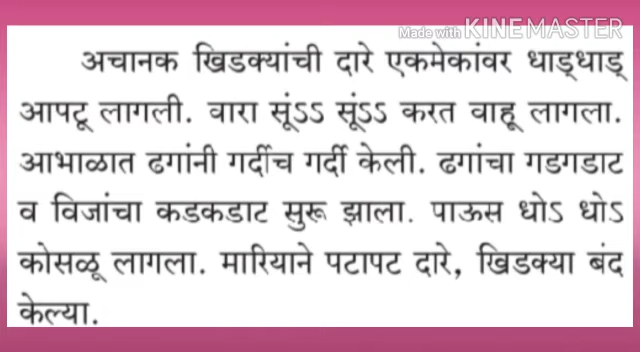 Made with KINEMASTER
अचानक खिडक्यांची दारे एकमेकांवर धाड्धाड्
आपटू लागली. वारा सूंऽऽ सूंऽऽ करत वाहू लागला.
आभाळात ढगांनी गर्दीच गर्दी केली. ढगांचा गडगडाट
व विजांचा कडकडाट सुरू झाला. पाऊस धोऽ धोऽ
कोसळू लागला. मारियाने पटापट दारे, खिडक्या बंद
केल्या.